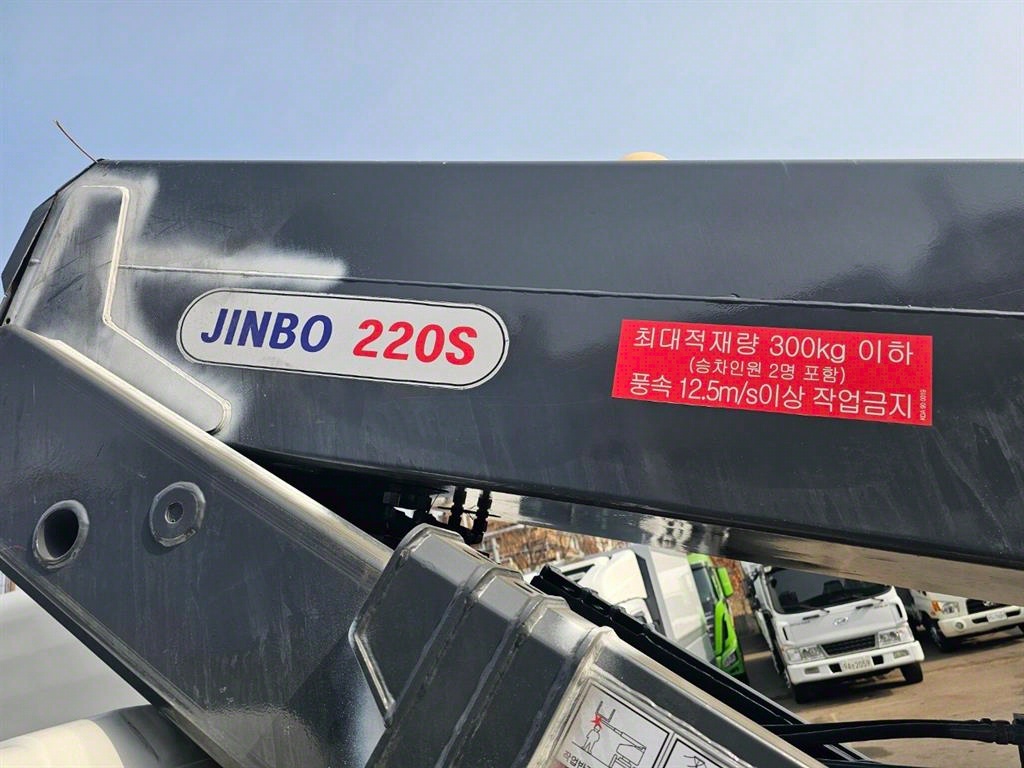 JINBO 220S
최대적재량 300kg 이하
(승차인원 2명 포함)
풍속 12.5m/s이상 작업금지